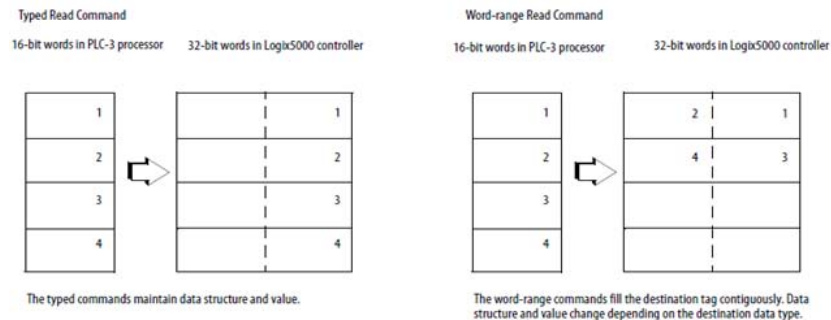 Typed Read Command
16-bit words in PLC-3 processor 32-bit words in Logix5000 controller
1 1
2 2
3 3
4 4
The typed commands maintain data structure and value.
Word-range Read Command
16-bit words in PLC-3 processor 32-bit words in Logix5000 controller
1 2 1
2 4 3
3
4
The word-range commands fill the destination tag contiguously. Data
structure and value change depending on the destination data type.